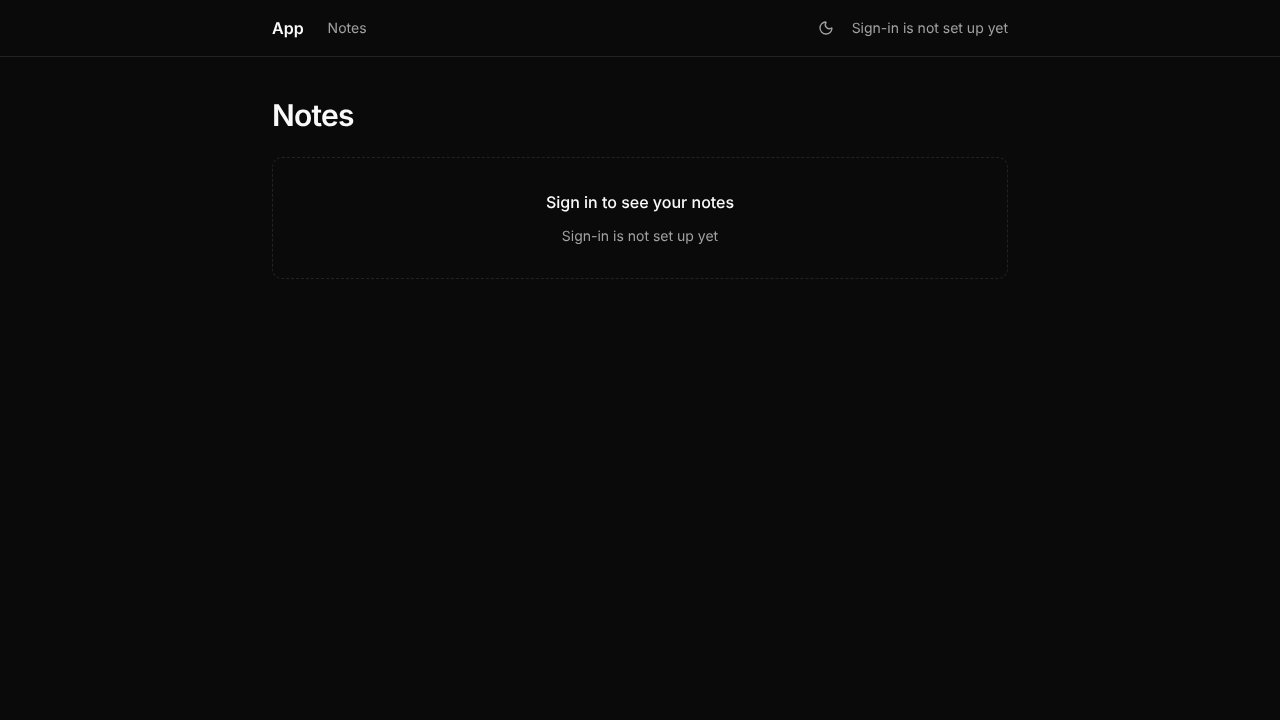 App
Notes
Sign-in is not set up yet
Notes
Sign in to see your notes
Sign-in is not set up yet